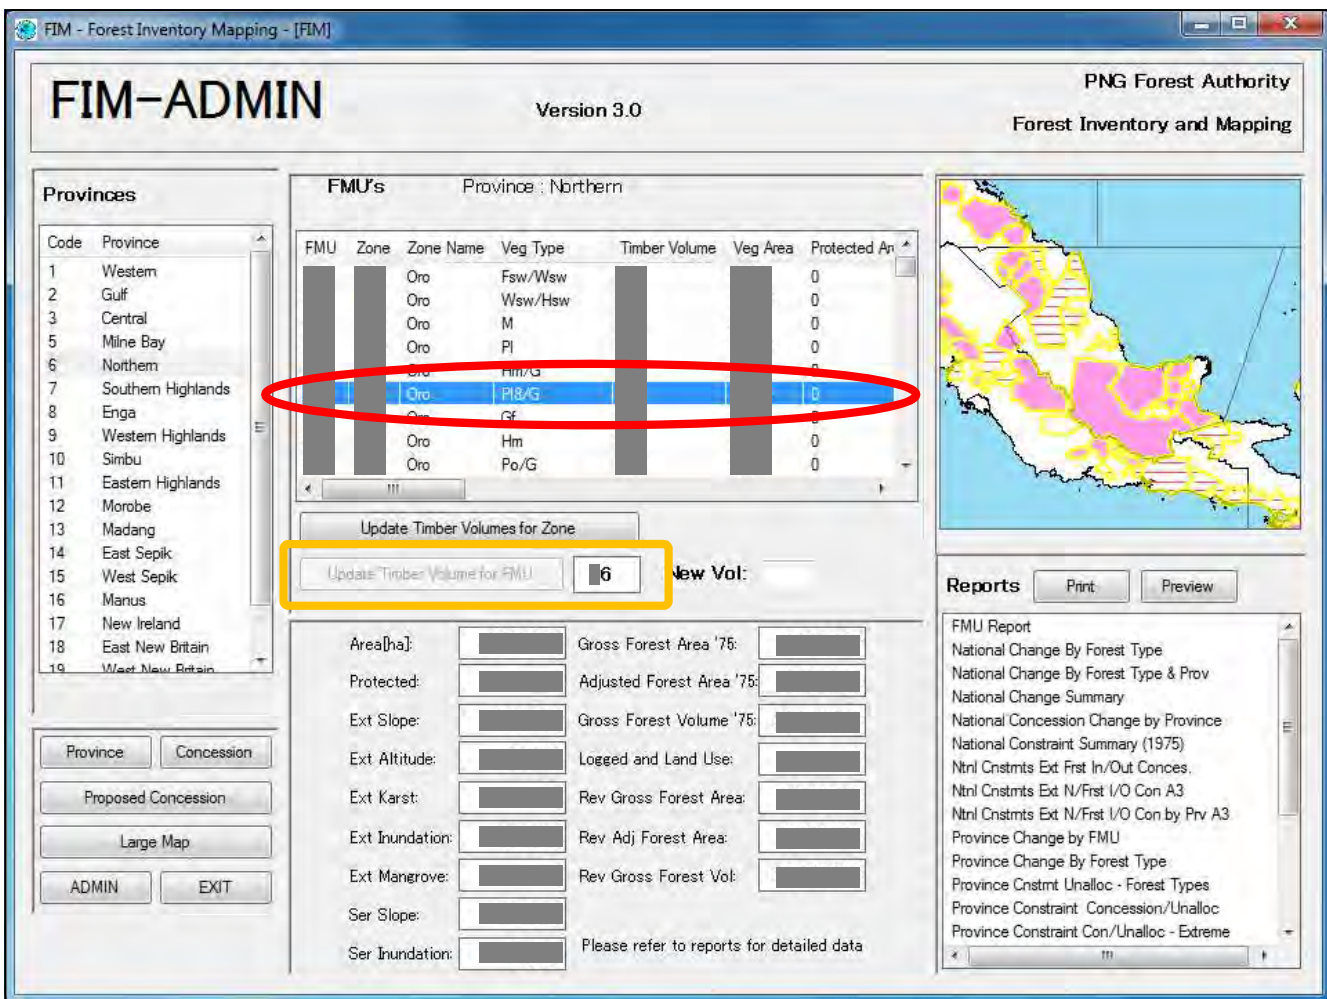 FIM - Forest Inventory Mapping - [FIM]
FIM-ADMIN
Version 3.0
PNG Forest Authority
Forest Inventory and Mapping
Provinces
Code Province
1 Western
2 Gulf
3 Central
5 Milne Bay
6 Northern
7 Southern Highlands
8 Enga
9 Western Highlands
10 Simbu
11 Eastern Highlands
12 Morobe
13 Madang
14 East Sepik
15 West Sepik
16 Manus
17 New Ireland
18 East New Britain
19 West New Britain
Province Concession
Proposed Concession
Large Map
ADMIN EXIT
FMU's Province : Northern
FMU Zone Zone Name Veg Type Timber Volume Veg Area Protected Ar
Oro Fsw/Wsw 0
Oro Wsw/Hsw 0
Oro M 0
Oro Pl 0
Oro Hm/G 0
Oro Pl8/G 0
Oro Gf 0
Oro Hm 0
Oro Po/G 0
Update Timber Volumes for Zone
Update Timber Volume for FMU 6 New Vol:
Area[ha]: Gross Forest Area '75:
Protected: Adjusted Forest Area '75:
Ext Slope: Gross Forest Volume '75:
Ext Altitude: Logged and Land Use:
Ext Karst: Rev Gross Forest Area:
Ext Inundation: Rev Adj Forest Area:
Ext Mangrove: Rev Gross Forest Vol:
Ser Slope:
Ser Inundation: Please refer to reports for detailed data
Reports Print Preview
FMU Report
National Change By Forest Type
National Change By Forest Type & Prov
National Change Summary
National Concession Change by Province
National Constraint Summary (1975)
Ntnl Cnstmts Ext Frst In/Out Conces.
Ntnl Cnstmts Ext N/Frst I/O Con A3
Ntnl Cnstmts Ext N/Frst I/O Con by Prv A3
Province Change by FMU
Province Change By Forest Type
Province Cnstmt Unalloc - Forest Types
Province Constraint Concession/Unalloc
Province Constraint Con/Unalloc - Extreme